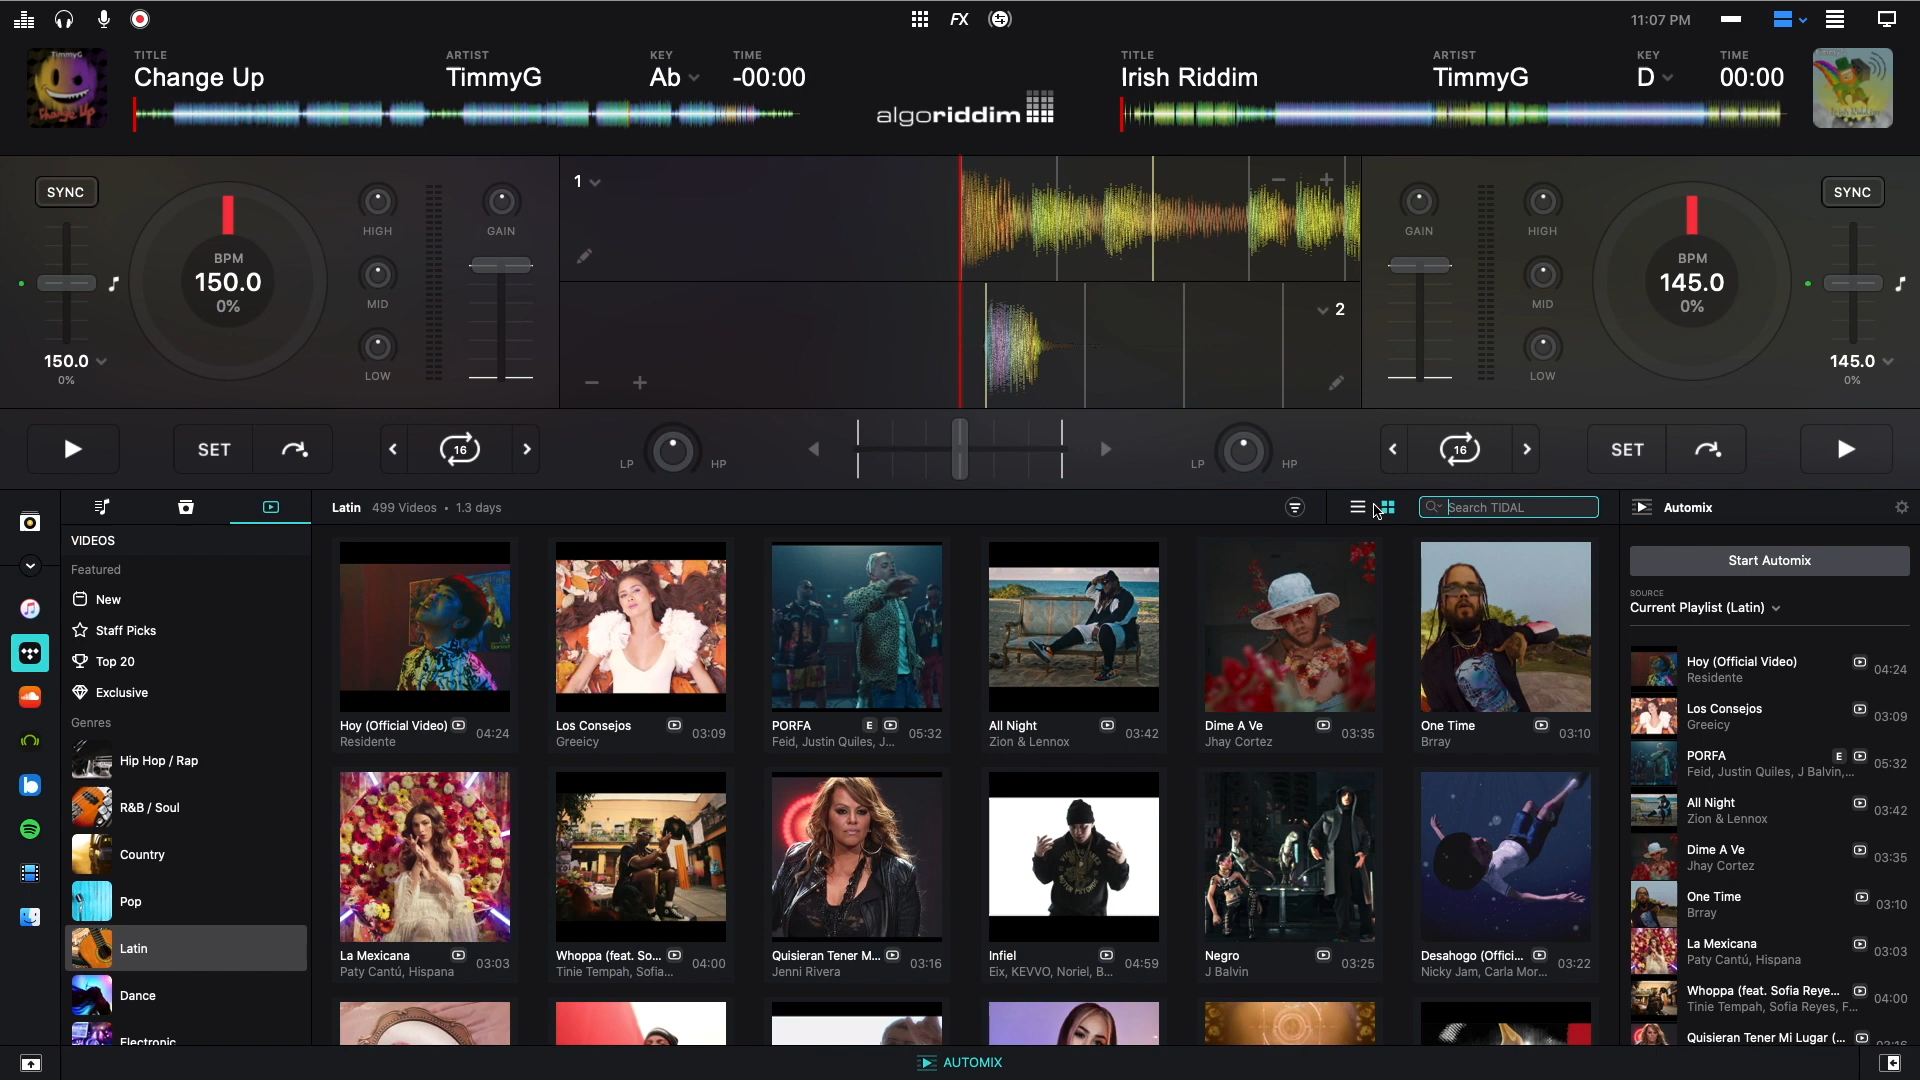 FX
11:07 PM
TITLE
Change Up
ARTIST
TimmyG
KEY
Ab
TIME
-00:00
algoriddim
TITLE
Irish Riddim
ARTIST
TimmyG
KEY
D
TIME
00:00
SYNC
BPM
150.0
0%
HIGH
MID
LOW
GAIN
150.0
0%
1
2
GAIN
HIGH
MID
LOW
BPM
145.0
0%
SYNC
145.0
0%
SET
16
LP
HP
LP
HP
16
SET
VIDEOS
Featured
New
Staff Picks
Top 20
Exclusive
Genres
Hip Hop / Rap
R&B / Soul
Country
Pop
Latin
Dance
Electronic
Latin 499 Videos • 1.3 days
Search TIDAL
Hoy (Official Video)
Residente
04:24
Los Consejos
Greeicy
03:09
PORFA E
Feid, Justin Quiles, J...
05:32
All Night
Zion & Lennox
03:42
Dime A Ve
Jhay Cortez
03:35
One Time
Brray
03:10
La Mexicana
Paty Cantú, Hispana
03:03
Whoppa (feat. So...
Tinie Tempah, Sofia...
04:00
Quisieran Tener M...
Jenni Rivera
03:16
Infiel
Eix, KEVVO, Noriel, B...
04:59
Negro
J Balvin
03:25
Desahogo (Offici...
Nicky Jam, Carla Mor...
03:22
Automix
Start Automix
SOURCE
Current Playlist (Latin)
Hoy (Official Video)
Residente
04:24
Los Consejos
Greeicy
03:09
PORFA E
Feid, Justin Quiles, J Balvin,...
05:32
All Night
Zion & Lennox
03:42
Dime A Ve
Jhay Cortez
03:35
One Time
Brray
03:10
La Mexicana
Paty Cantú, Hispana
03:03
Whoppa (feat. Sofia Reye...
Tinie Tempah, Sofia Reyes, F...
04:00
Quisieran Tener Mi Lugar (...
03:16
AUTOMIX